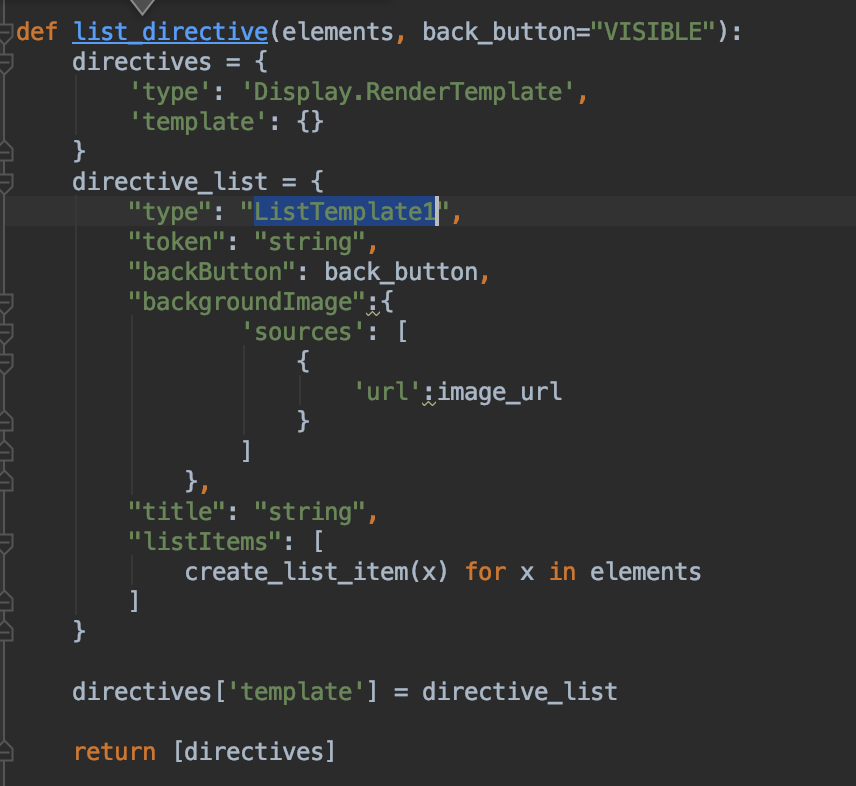 def list_directive(elements, back_button="VISIBLE"):
    directives = {
        'type': 'Display.RenderTemplate',
        'template': {}
    }
    directive_list = {
        "type": "ListTemplate1",
        "token": "string",
        "backButton": back_button,
        "backgroundImage":{
                'sources': [
                    {
                        'url':image_url
                    }
                ]
            },
        "title": "string",
        "listItems": [
            create_list_item(x) for x in elements
        ]
    }
    directives['template'] = directive_list
    return [directives]